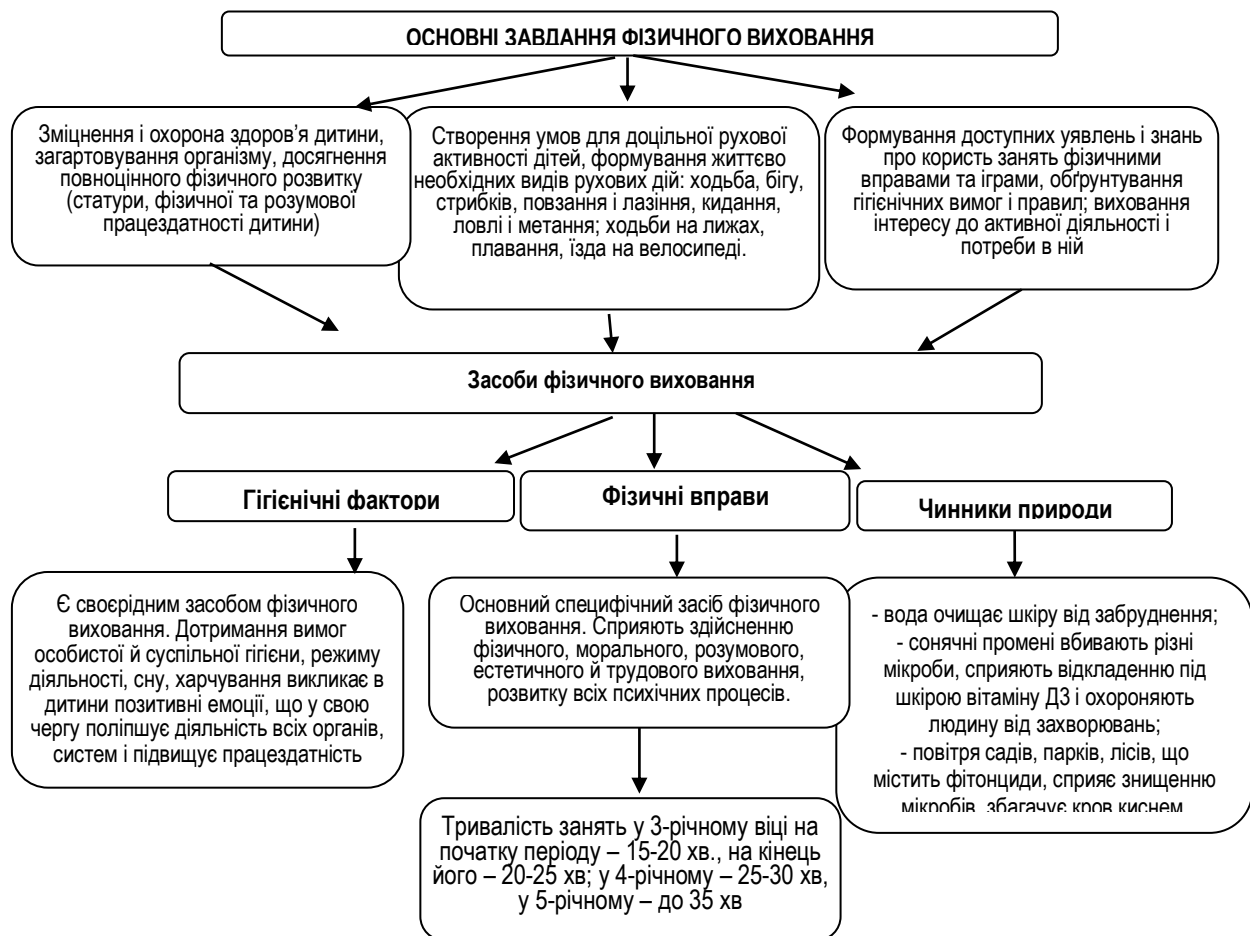 ОСНОВНІ ЗАВДАННЯ ФІЗИЧНОГО ВИХОВАННЯ
Зміцнення і охорона здоров’я дитини,
загартовування організму, досягнення
повноцінного фізичного розвитку
(статури, фізичної та розумової
працездатності дитини)
Створення умов для доцільної рухової
активності дітей, формування життєво
необхідних видів рухових дій: ходьба, бігу,
стрибків, повзання і лазіння, кидання,
ловлі і метання; ходьби на лижах,
плавання, їзда на велосипеді.
Формування доступних уявлень і знань
про користь занять фізичними
вправами та іграми, обґрунтування
гігієнічних вимог і правил; виховання
інтересу до активної діяльності і
потреби в ній
Засоби фізичного виховання
Гігієнічні фактори
Фізичні вправи
Чинники природи
Є своєрідним засобом фізичного
виховання. Дотримання вимог
особистої й суспільної гігієни, режиму
діяльності, сну, харчування викликає в
дитини позитивні емоції, що у свою
чергу поліпшує діяльність всіх органів,
систем і підвищує працездатність
Основний специфічний засіб фізичного
виховання. Сприяють здійсненню
фізичного, морального, розумового,
естетичного й трудового виховання,
розвитку всіх психічних процесів.
- вода очищає шкіру від забруднення;
- сонячні промені вбивають різні
мікроби, сприяють відкладенню під
шкірою вітаміну Д3 і охороняють
людину від захворювань;
- повітря садів, парків, лісів, що
містить фітонциди, сприяє знищенню
мікробів, збагачує кров киснем
Тривалість занять у 3-річному віці на
початку періоду – 15-20 хв., на кінець
його – 20-25 хв; у 4-річному – 25-30 хв,
у 5-річному – до 35 хв